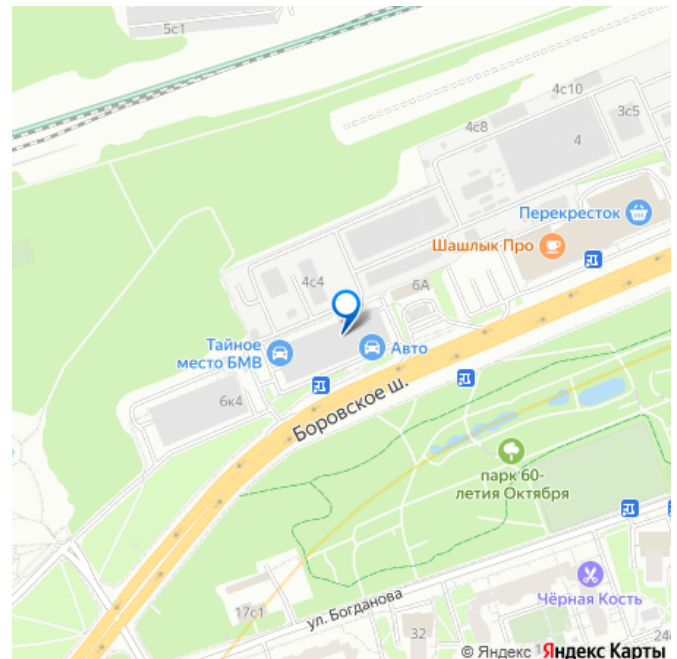 5с1
4с10
3с5
4с8
4
Перекресток
Шашлык Про
4с4
6А
Тайное
место БМВ
Авто
6к4
Боровское ш.
парк 60-
летия Октября
Чёрная Кость
17с1
ул. Богданова
32
© Яндекс
Яндекс Карты